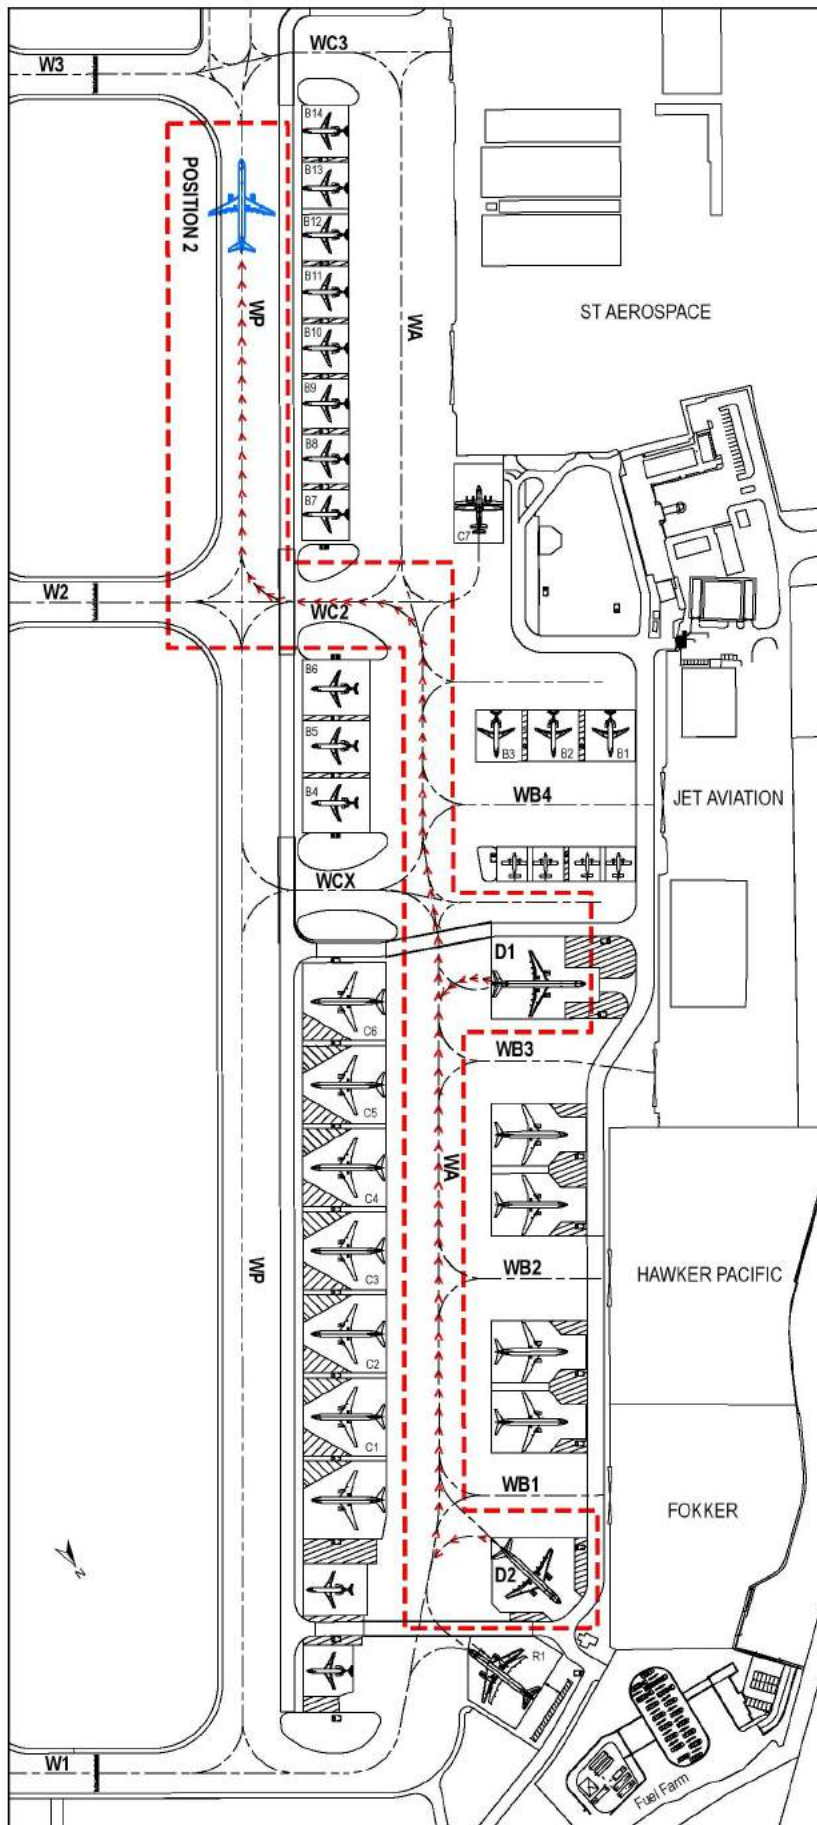 WC3
W3
B14
B13
POSITION 2
B12
B11
WP
ST AEROSPACE
WA
B10
B9
B8
B7
C7
W2
WC2
B6
B3
B2
B1
B5
B4
WB4
JET AVIATION
WCX
D1
C6
WB3
C5
WA
C4
WP
C3
WB2
HAWKER PACIFIC
C2
C1
WB1
FOKKER
N
D2
R1
W1
Fuel Farm